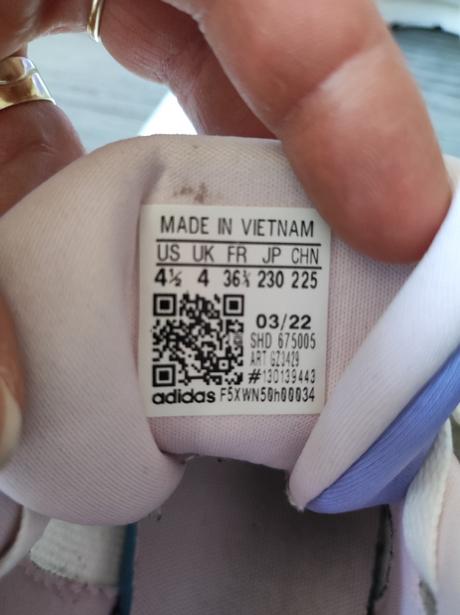 MADE IN VIETNAM
US UK FR JP CHN
4½ 4 36⅔ 230 225
03/22
SHD 675005
ART GZ3429
#130139443
adidas F5XWN50h00034